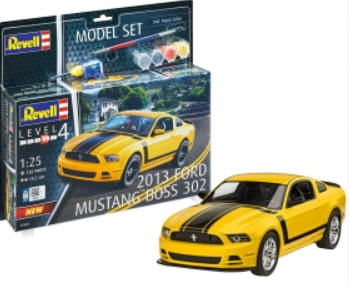 Revell
MODEL SET
Revell
LEVEL 4
1:25
NEW
2013 FORD
MUSTANG BOSS 302